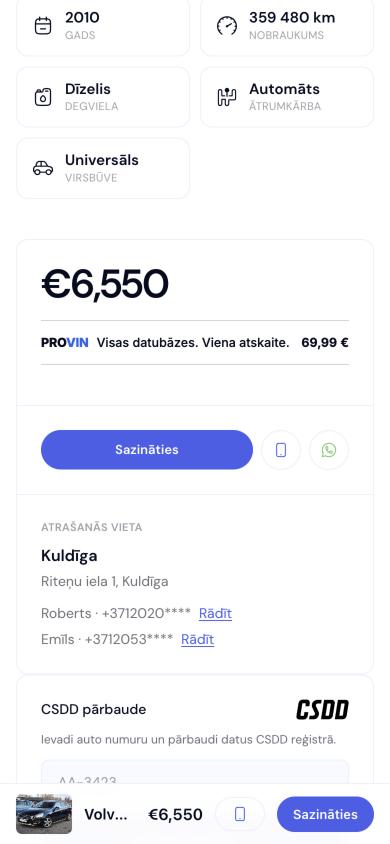 2010
GADS
359 480 km
NOBRAUKUMS
Dīzelis
DEGVIELA
Automāts
ĀTRUMKĀRBA
Universāls
VIRSBŪVE
€6,550
PROVIN Visas datubāzes. Viena atskaite. 69,99 €
Sazināties
ATRAŠANĀS VIETA
Kuldīga
Riteņu iela 1, Kuldīga
Roberts · +3712020**** Rādīt
Emīls · +3712053**** Rādīt
CSDD pārbaude
CSDD
Ievadi auto numuru un pārbaudi datus CSDD reģistrā.
AA-3423
Volv... €6,550 Sazināties